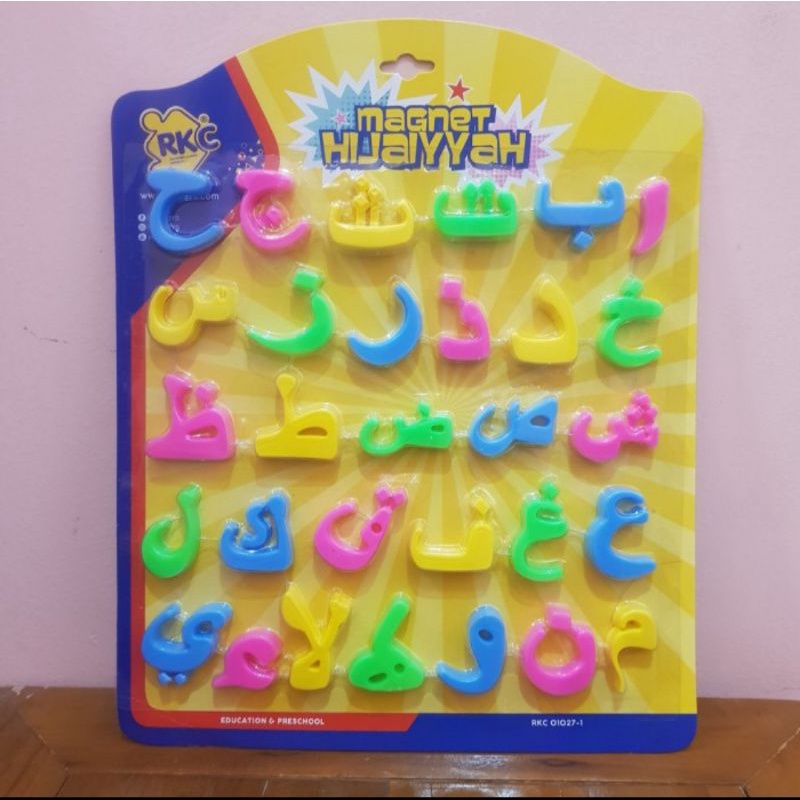 RKC
MAGNET
HIJAIYYAH
ا ب ت ث ج ح
خ د ذ ر ز س
ش ص ض ط ظ
ع غ ف ق ك ل
م ن و ه لا ء ي
EDUCATION & PRESCHOOL
RKC 01027-1